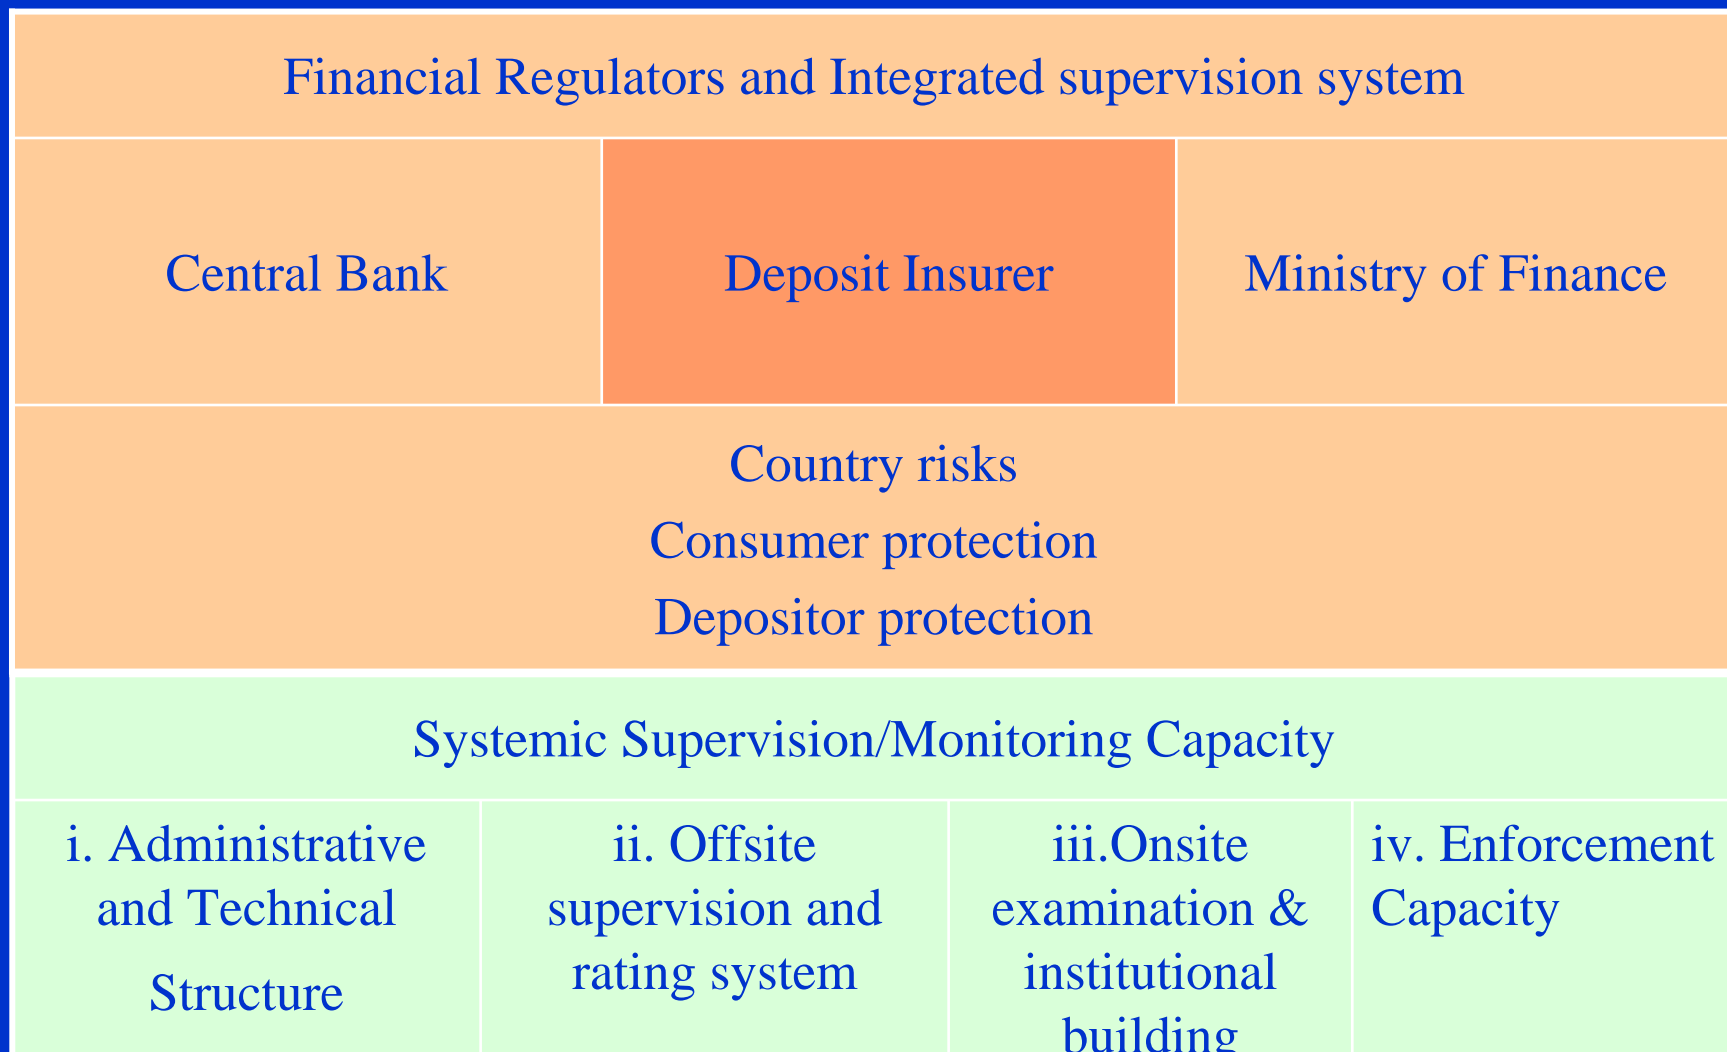 Financial Regulators and Integrated supervision system
Central Bank
Deposit Insurer
Ministry of Finance
Country risks
Consumer protection
Depositor protection
Systemic Supervision/Monitoring Capacity
i. Administrative
and Technical
Structure
ii. Offsite
supervision and
rating system
iii.Onsite
examination &
institutional
building
iv. Enforcement
Capacity